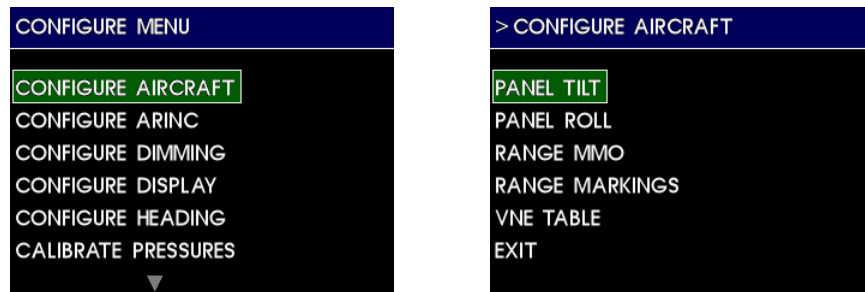 CONFIGURE MENU
CONFIGURE AIRCRAFT
CONFIGURE ARINC
CONFIGURE DIMMING
CONFIGURE DISPLAY
CONFIGURE HEADING
CALIBRATE PRESSURES
> CONFIGURE AIRCRAFT
PANEL TILT
PANEL ROLL
RANGE MMO
RANGE MARKINGS
VNE TABLE
EXIT